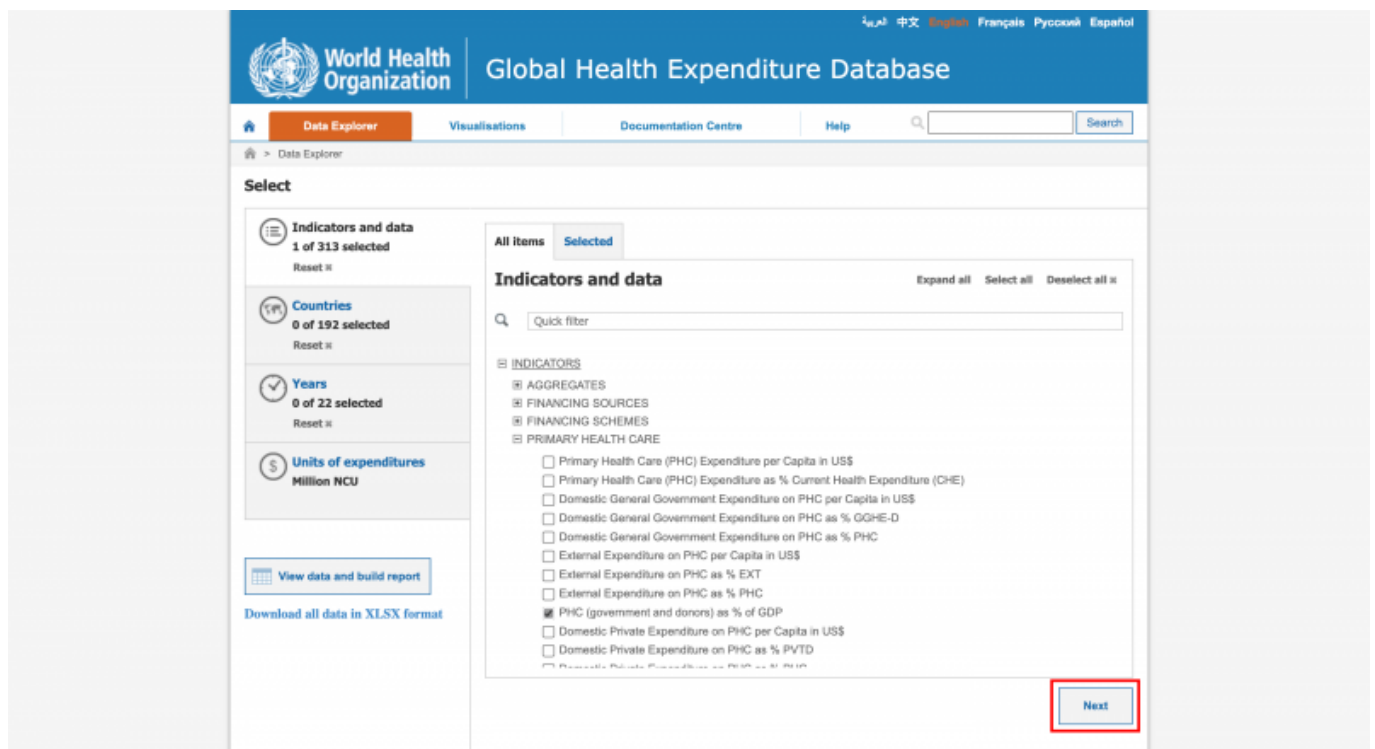 العربية 中文 English Français Русский Español
World Health
Organization
Global Health Expenditure Database
Data Explorer Visualisations Documentation Centre Help Search
> Data Explorer
Select
Indicators and data
1 of 313 selected
Reset
Countries
0 of 192 selected
Reset
Years
0 of 22 selected
Reset
$ Units of expenditures
Million NCU
View data and build report
Download all data in XLSX format
All items Selected
Indicators and data Expand all Select all Deselect all
Quick filter
INDICATORS
AGGREGATES
FINANCING SOURCES
FINANCING SCHEMES
PRIMARY HEALTH CARE
Primary Health Care (PHC) Expenditure per Capita in US$
Primary Health Care (PHC) Expenditure as % Current Health Expenditure (CHE)
Domestic General Government Expenditure on PHC per Capita in US$
Domestic General Government Expenditure on PHC as % GGHE-D
Domestic General Government Expenditure on PHC as % PHC
External Expenditure on PHC per Capita in US$
External Expenditure on PHC as % EXT
External Expenditure on PHC as % PHC
PHC (government and donors) as % of GDP
Domestic Private Expenditure on PHC per Capita in US$
Domestic Private Expenditure on PHC as % PVTD
Domestic Private Expenditure on PHC as % PHC
Next